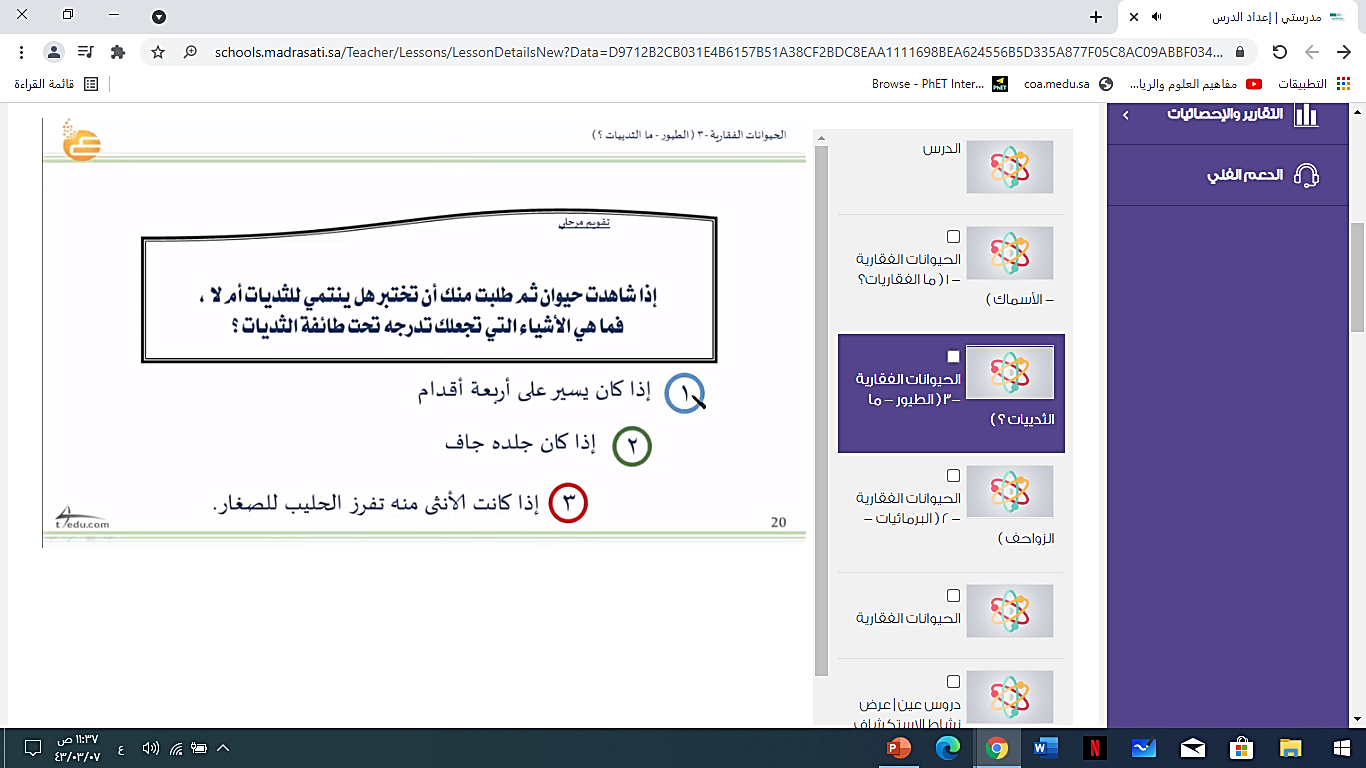 مدرستي | إعداد الدرس
schools.madrasati.sa/Teacher/Lessons/LessonDetailsNew?Data=D9712B2CB031E4B6157B51A38CF2BDC8EAA1111698BEA624556B5D335A877F05C8AC09ABBF034...
التطبيقات
مفاهيم العلوم والريا...
coa.medu.sa
Browse - PhET Inter...
قائمة القراءة
التقارير والإحصائيات
الدعم الفني
الدرس
الحيوانات الفقارية
-١ ( ما الفقاريات؟
- الأسماك )
الحيوانات الفقارية
-٣ ( الطيور - ما
الثدييات ؟ )
الحيوانات الفقارية
- ٢ ( البرمائيات -
الزواحف )
الحيوانات الفقارية
دروس عين | عرض
نشاط الاستكشاف
الحيوانات الفقارية -٣ ( الطيور - ما الثدييات ؟ )
تقويم مرحلي
إذا شاهدت حيوان ثم طلبت منك أن تختبر هل ينتمي للثديات أم لا ،
فما هي الأشياء التي تجعلك تدرجه تحت طائفة الثديات ؟
١ إذا كان يسير على أربعة أقدام
٢ إذا كان جلده جاف
٣ إذا كانت الأنثى منه تفرز الحليب للصغار.
t4edu.com
20
١١:٣٧ ص
٤٣/٠٣/٠٧
ع